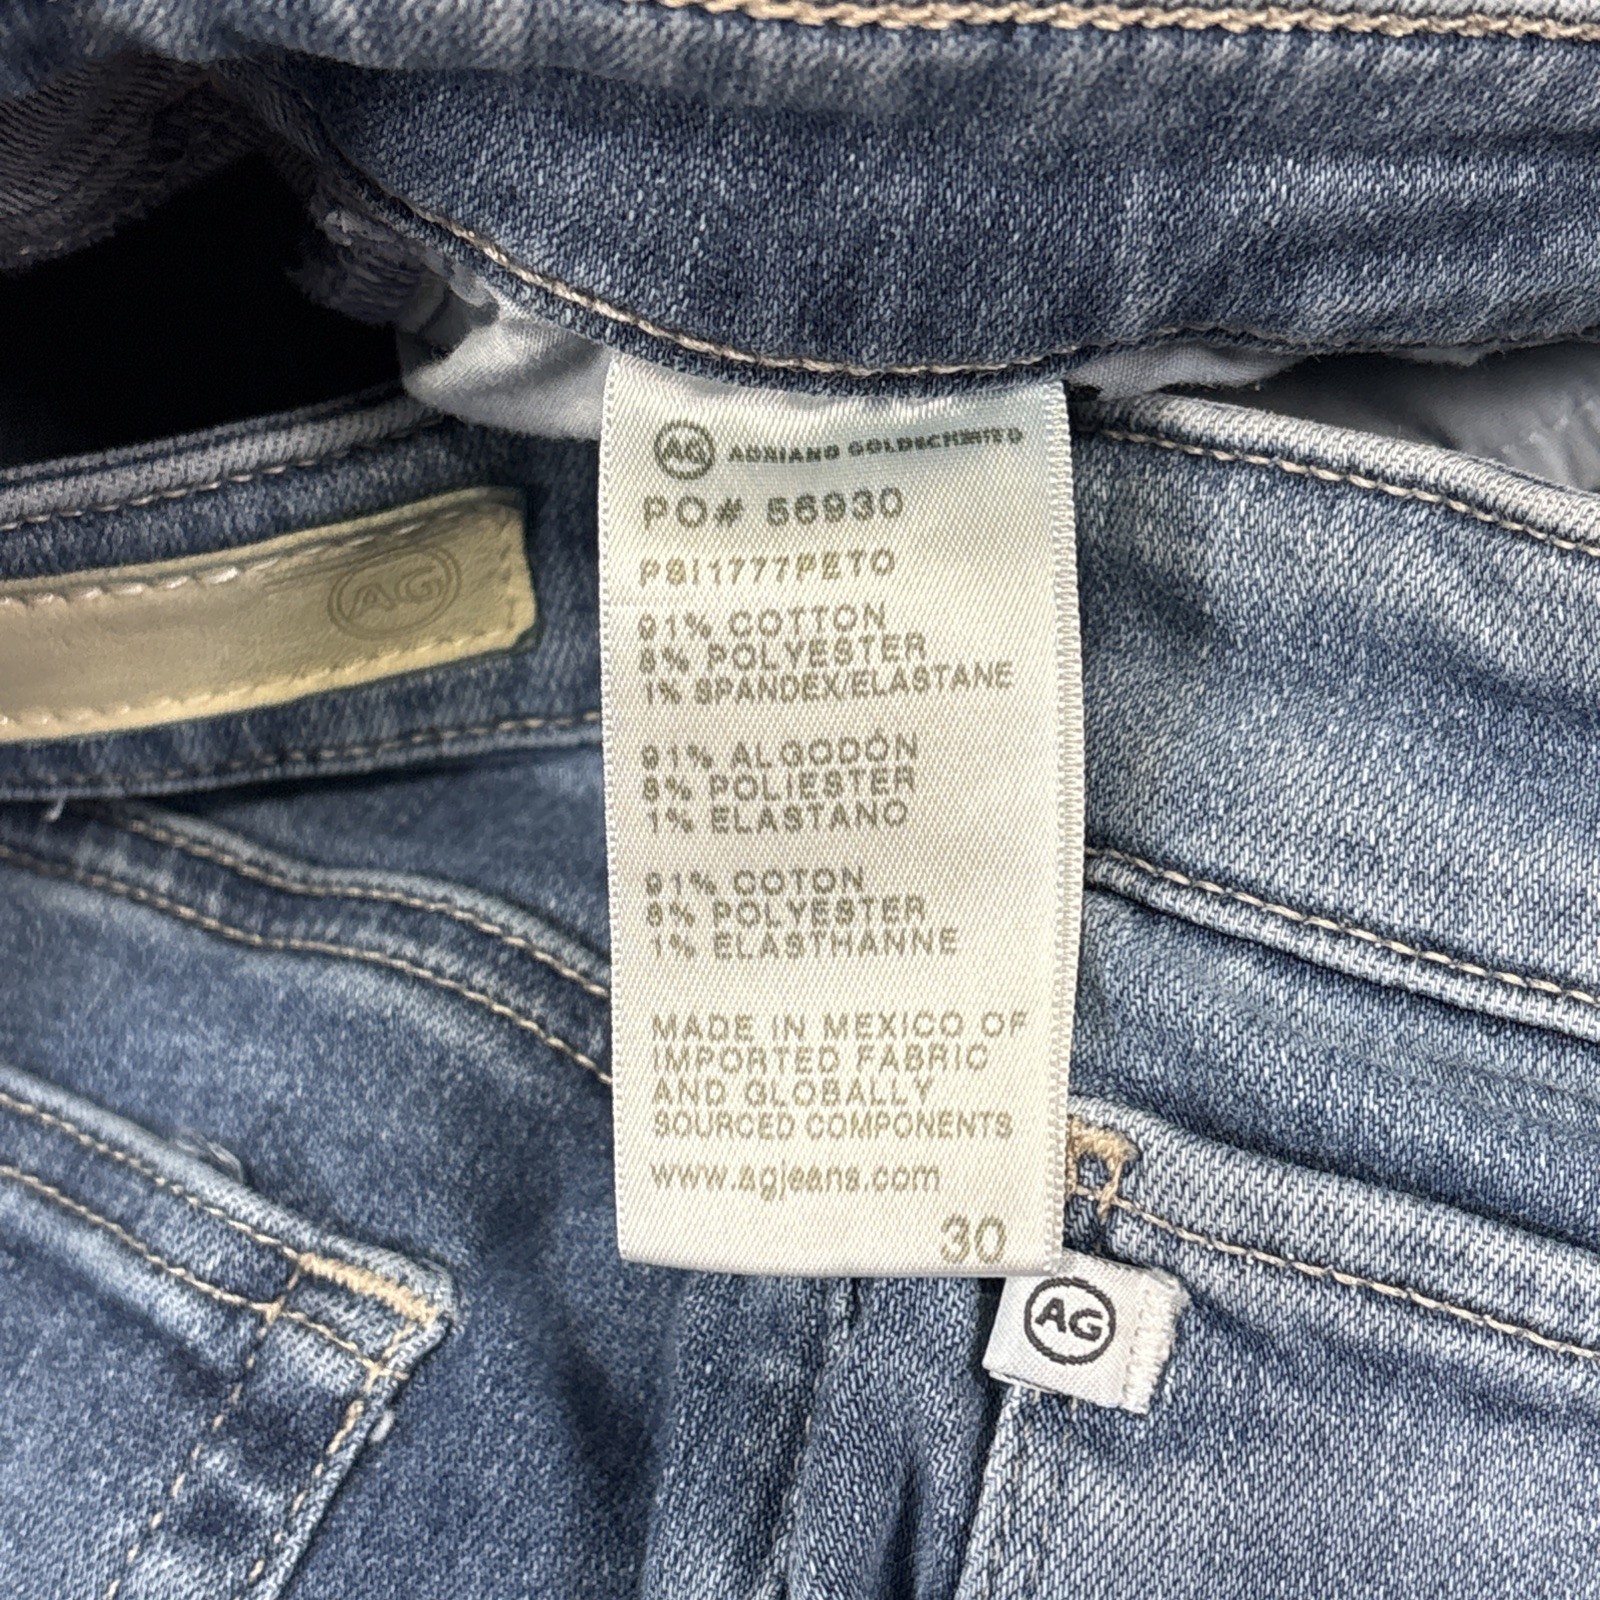 AG ADRIANO GOLDSCHMIED
PO# 56930
PSI1777PETO
91% COTTON
8% POLYESTER
1% SPANDEX/ELASTANE
91% ALGODÓN
8% POLIESTER
1% ELASTANO
91% COTON
8% POLYESTER
1% ELASTHANNE
MADE IN MEXICO OF
IMPORTED FABRIC
AND GLOBALLY
SOURCED COMPONENTS
www.agjeans.com
30
AG
AG